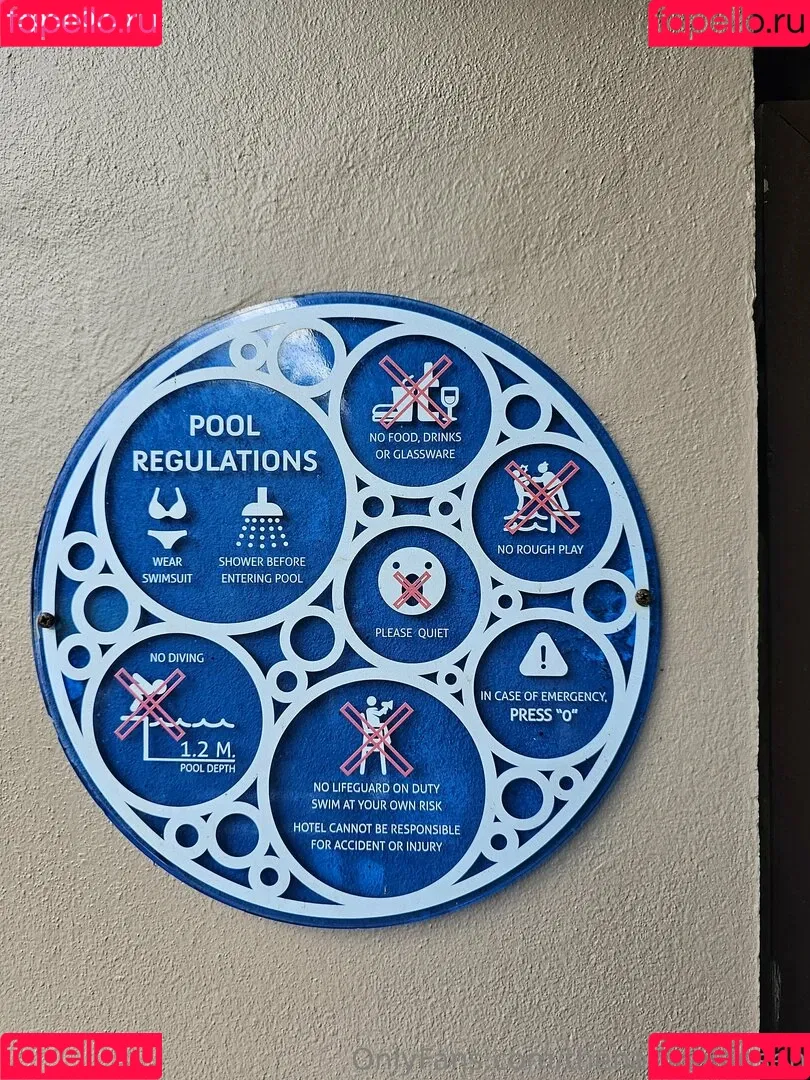 fapello.ru
fapello.ru
POOL
REGULATIONS
WEAR
SWIMSUIT
SHOWER BEFORE
ENTERING POOL
NO FOOD, DRINKS
OR GLASSWARE
NO ROUGH PLAY
PLEASE QUIET
NO DIVING
1.2 M.
POOL DEPTH
IN CASE OF EMERGENCY,
PRESS "0"
NO LIFEGUARD ON DUTY
SWIM AT YOUR OWN RISK
HOTEL CANNOT BE RESPONSIBLE
FOR ACCIDENT OR INJURY
fapello.ru
fapello.ru